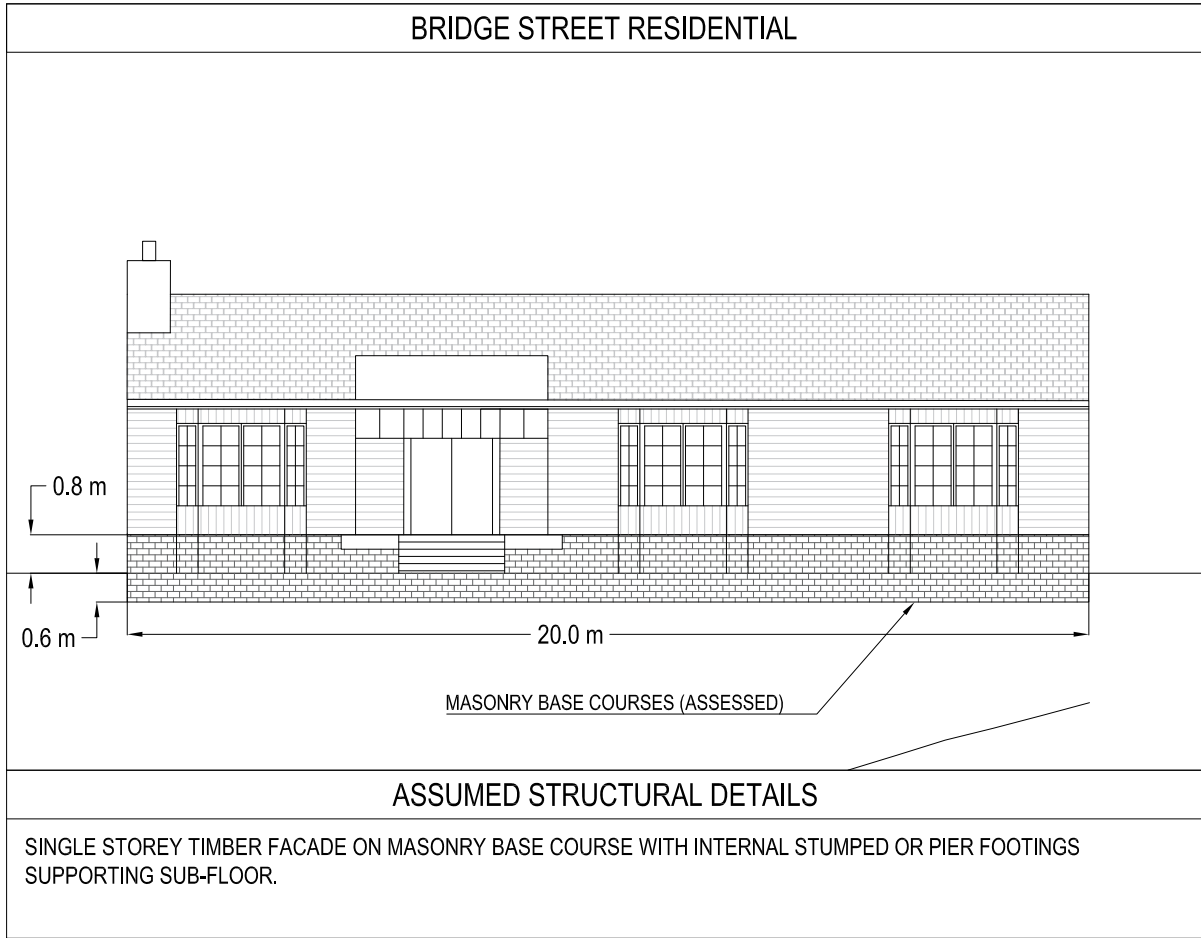 BRIDGE STREET RESIDENTIAL
0.8 m
0.6 m
20.0 m
MASONRY BASE COURSES (ASSESSED)
ASSUMED STRUCTURAL DETAILS
SINGLE STOREY TIMBER FACADE ON MASONRY BASE COURSE WITH INTERNAL STUMPED OR PIER FOOTINGS
SUPPORTING SUB-FLOOR.